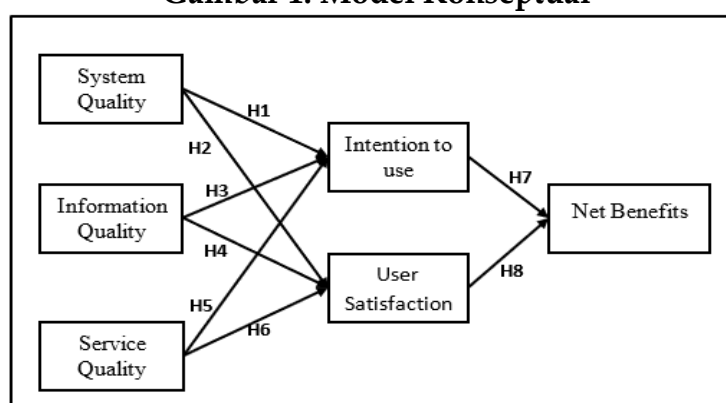 Gambar 1. Model Konseptual
System
Quality
H1
H2
Intention to
use
H3
H7
Information
Quality
Net Benefits
H4
User
Satisfaction
H8
H5
H6
Service
Quality